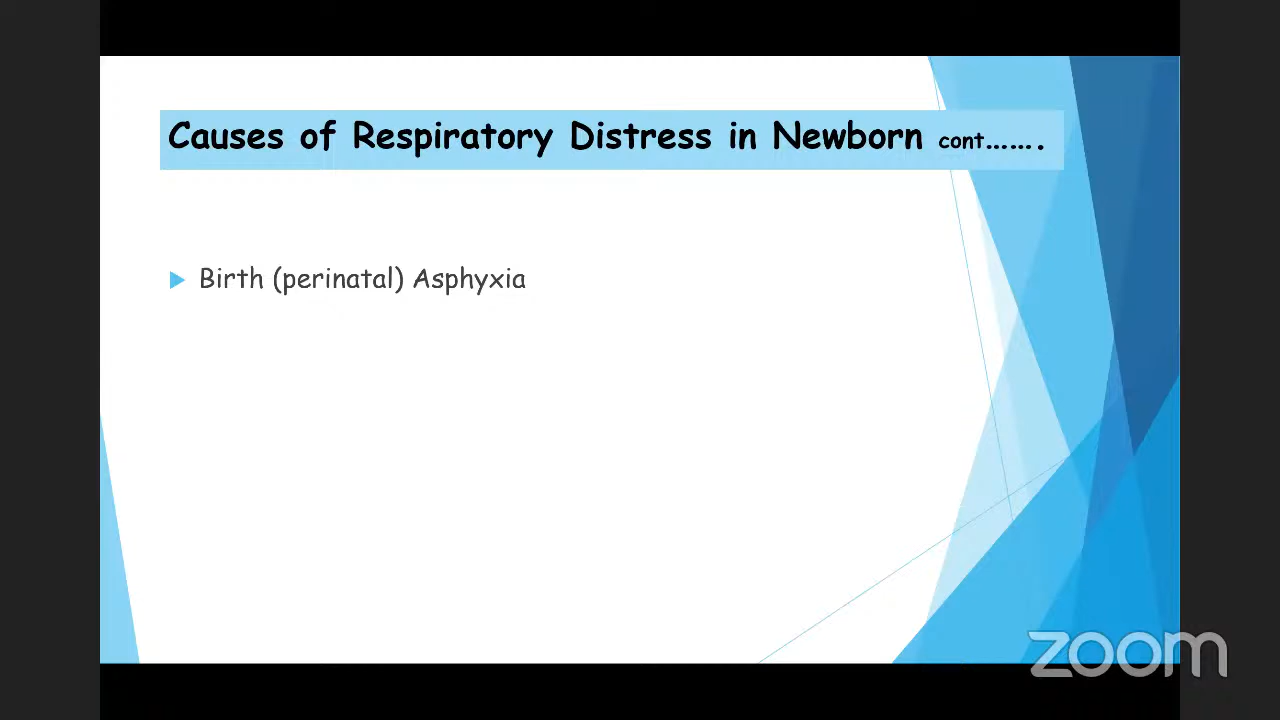 Causes of Respiratory Distress in Newborn cont…….
Birth (perinatal) Asphyxia
zoom